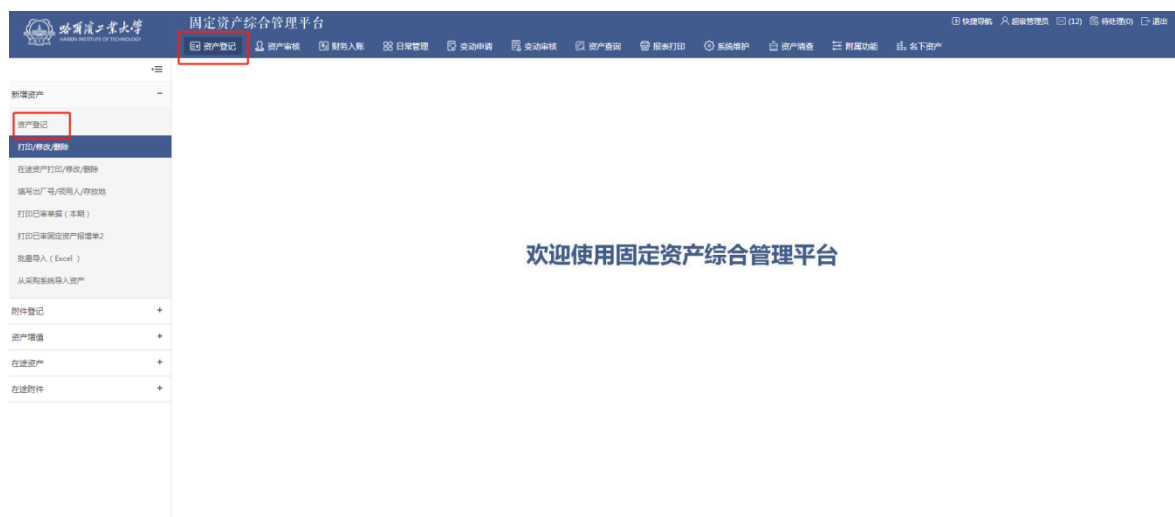 哈尔滨工业大学
HARBIN INSTITUTE OF TECHNOLOGY
固定资产综合管理平台
快捷导航 超级管理员 (12) 待处理(0) 退出
资产登记 资产审核 财务入账 日常管理 变动申请 变动审核 资产查询 报表打印 系统维护 资产清查 附属功能 名下资产
新增资产 −
资产登记
打印/修改/删除
在途资产打印/修改/删除
填写出厂号/领用人/存放地
打印已审单据（本期）
打印已审固定资产报增单2
批量导入（Excel ）
从采购系统导入资产
附件登记 +
资产增值 +
在途资产 +
在途附件 +
欢迎使用固定资产综合管理平台